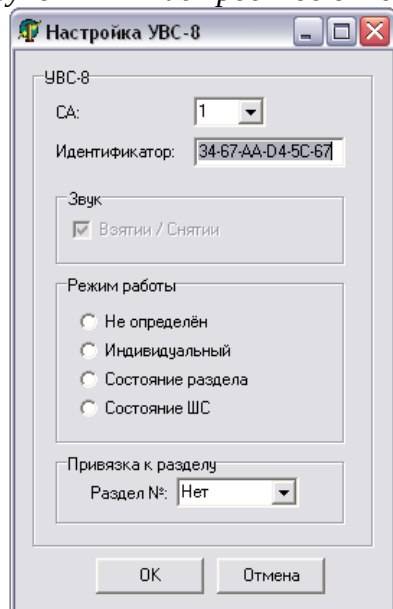 Настройка УВС-8
УВС-8
СА: 1
Идентификатор: 34-67-AA-D4-5C-67
Звук
Взятии / Снятии
Режим работы
Не определён
Индивидуальный
Состояние раздела
Состояние ШС
Привязка к разделу
Раздел №: Нет
OK Отмена